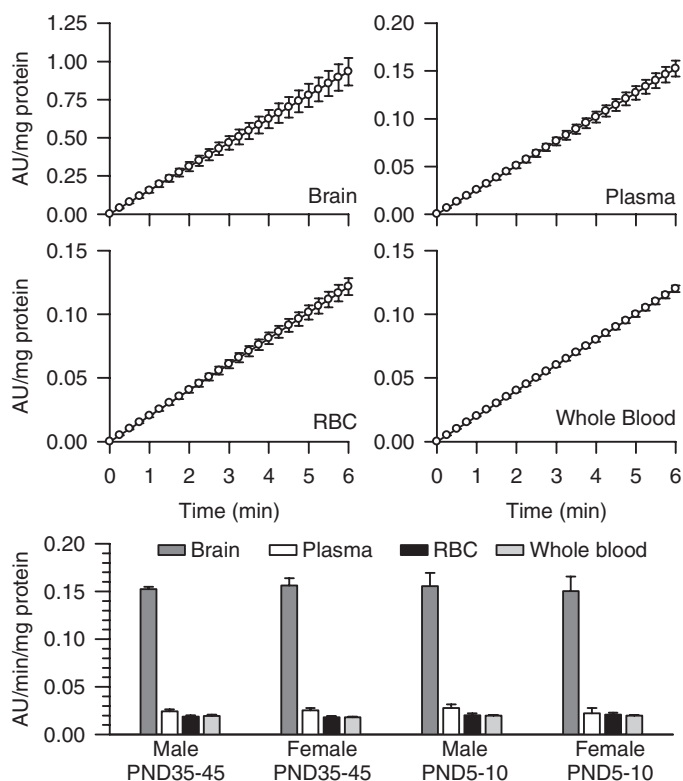 AU/mg protein
1.25
1.00
0.75
0.50
0.25
0.00
Brain
0.20
0.15
0.10
0.05
0.00
Plasma
AU/mg protein
0.15
0.10
0.05
0.00
RBC
0 1 2 3 4 5 6
Time (min)
0.15
0.10
0.05
0.00
Whole Blood
0 1 2 3 4 5 6
Time (min)
AU/min/mg protein
0.20
0.15
0.10
0.05
0.00
Brain Plasma RBC Whole blood
Male Female Male Female
PND35-45 PND35-45 PND5-10 PND5-10